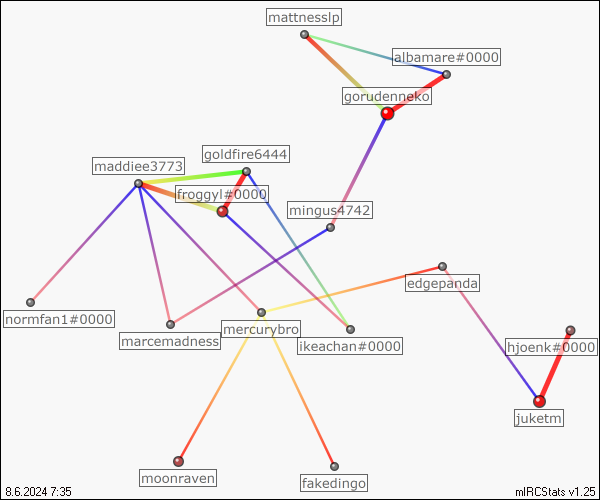 mattnesslp
albamare#0000
gorudenneko
goldfire6444
maddiee3773
froggyl#0000
mingus4742
edgepanda
normfan1#0000
mercurybro
marcemadness
ikeachan#0000
hjoenk#0000
juketm
moonraven
fakedingo
8.6.2024 7:35
mIRCStats v1.25